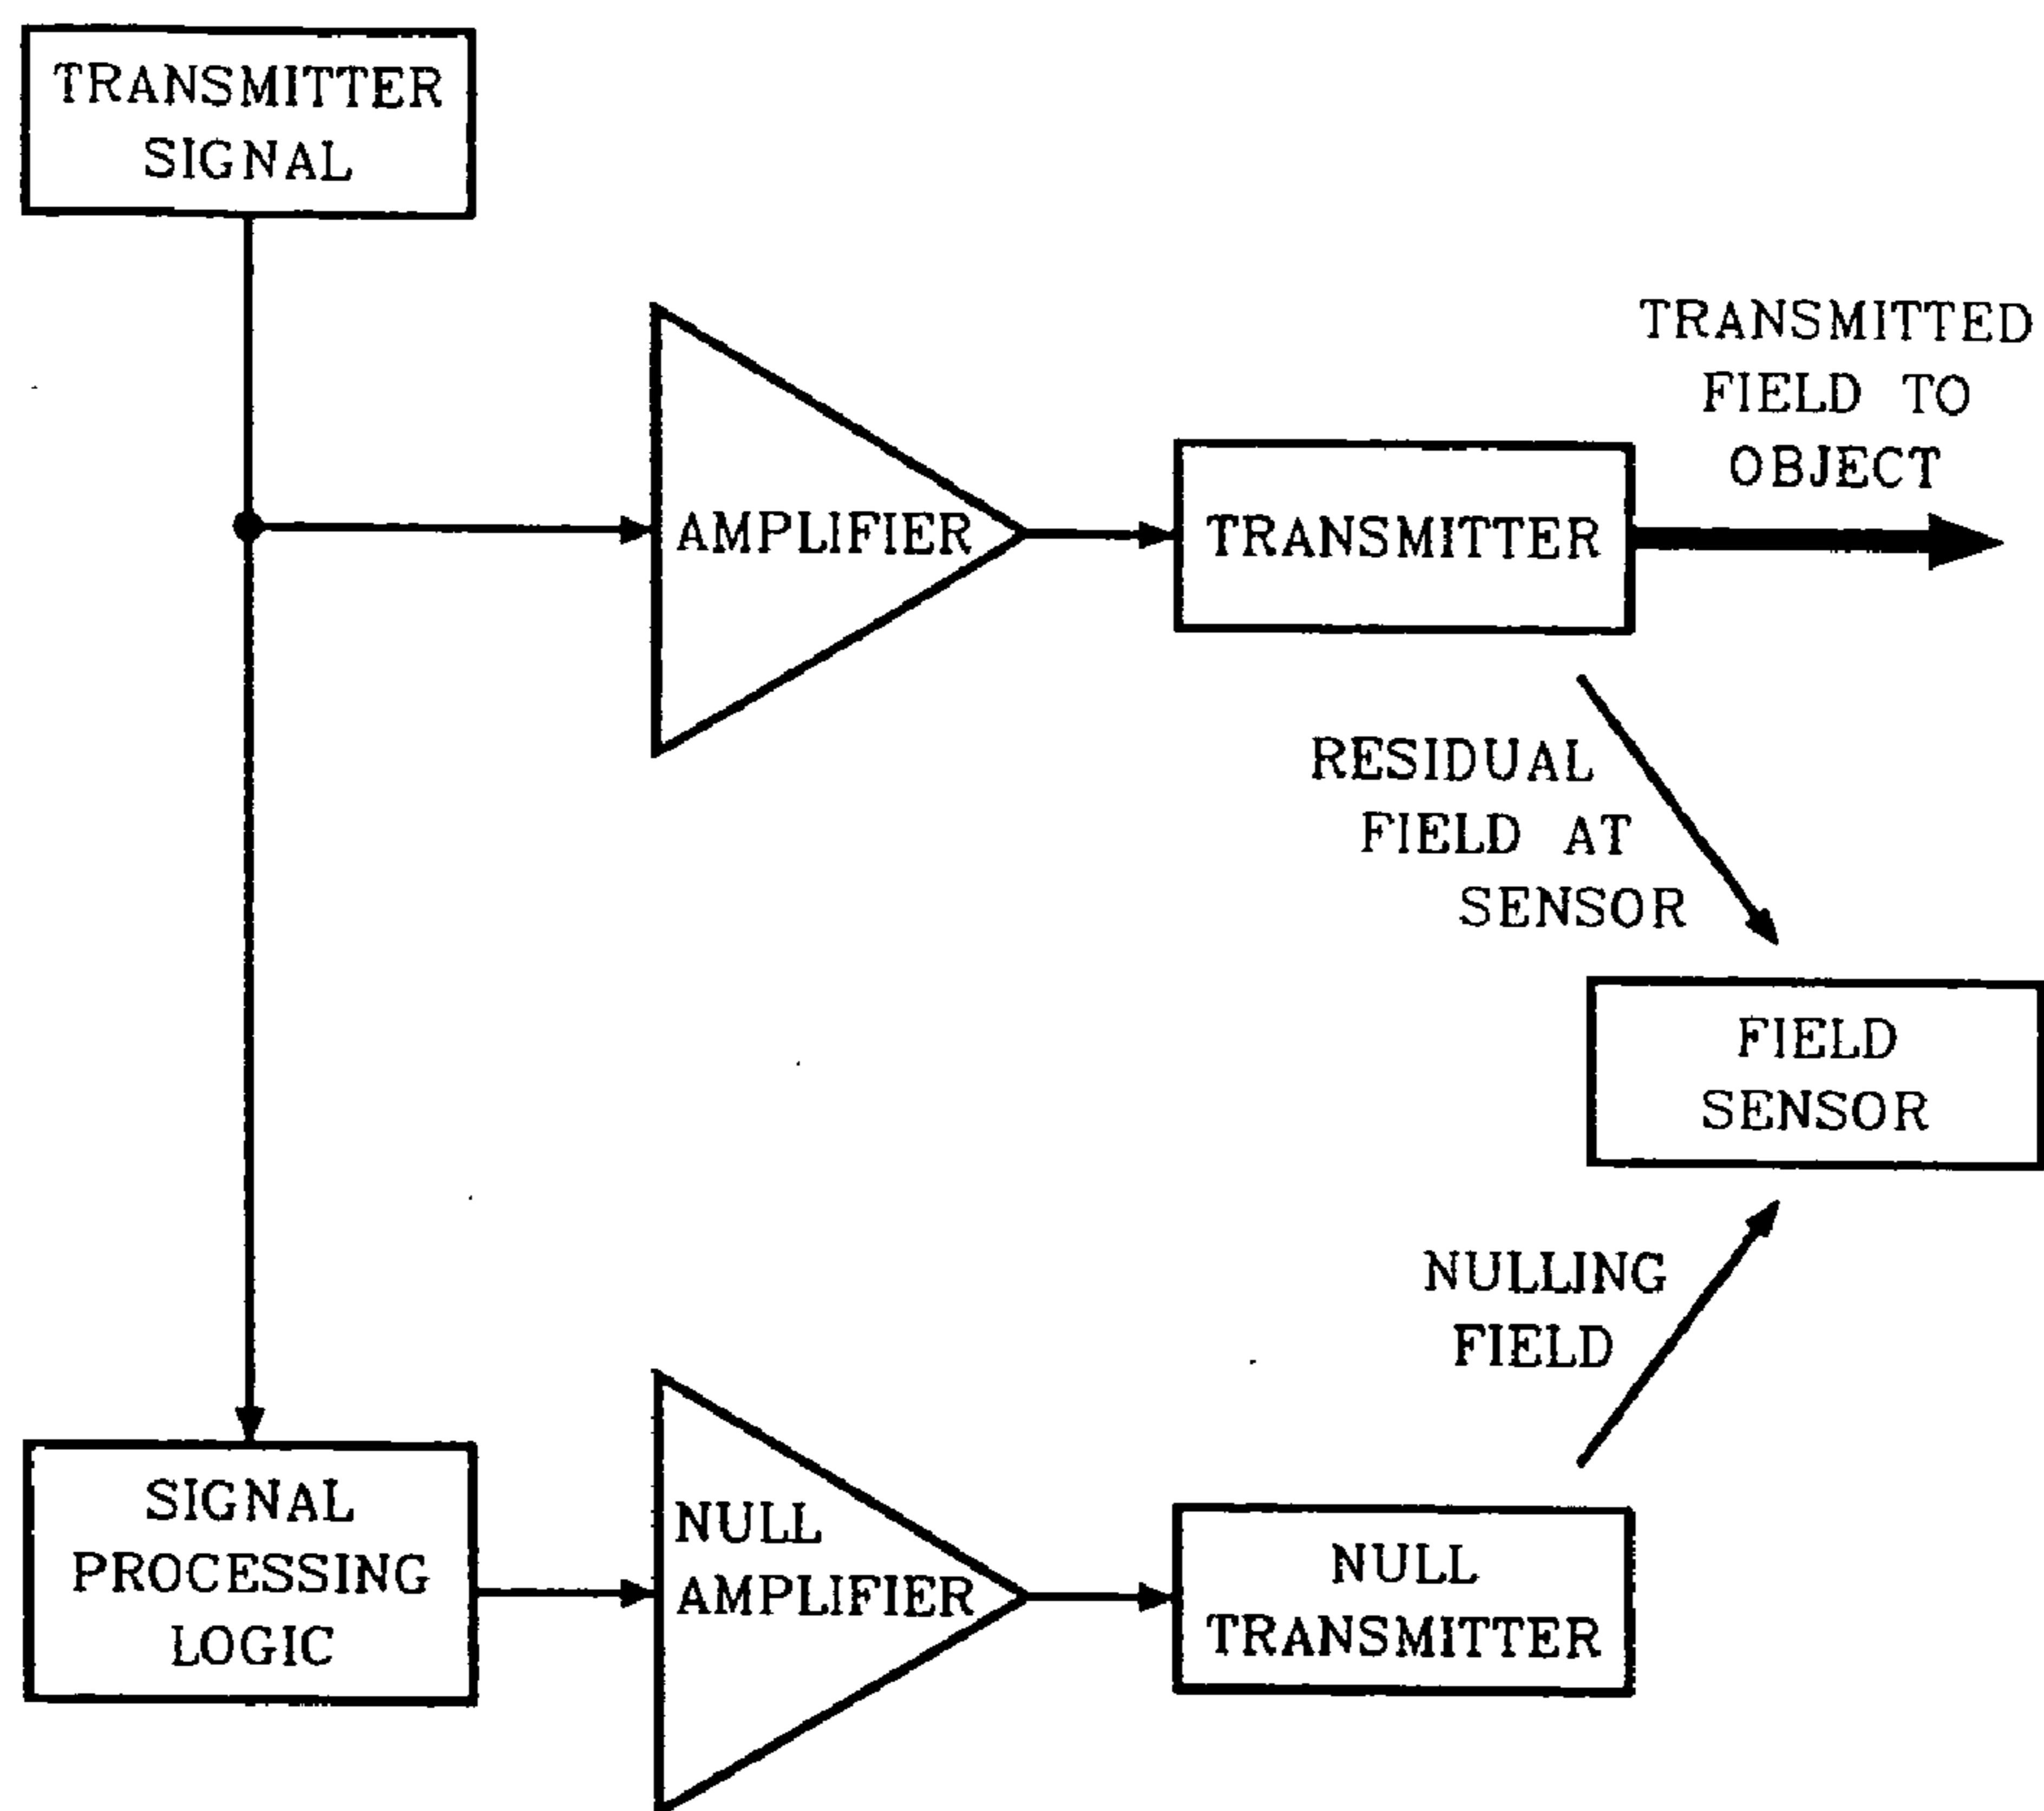 TRANSMITTER
SIGNAL
TRANSMITTED
FIELD TO
OBJECT
AMPLIFIER
TRANSMITTER
RESIDUAL
FIELD AT
SENSOR
FIELD
SENSOR
NULLING
FIELD
SIGNAL
PROCESSING
LOGIC
NULL
AMPLIFIER
NULL
TRANSMITTER